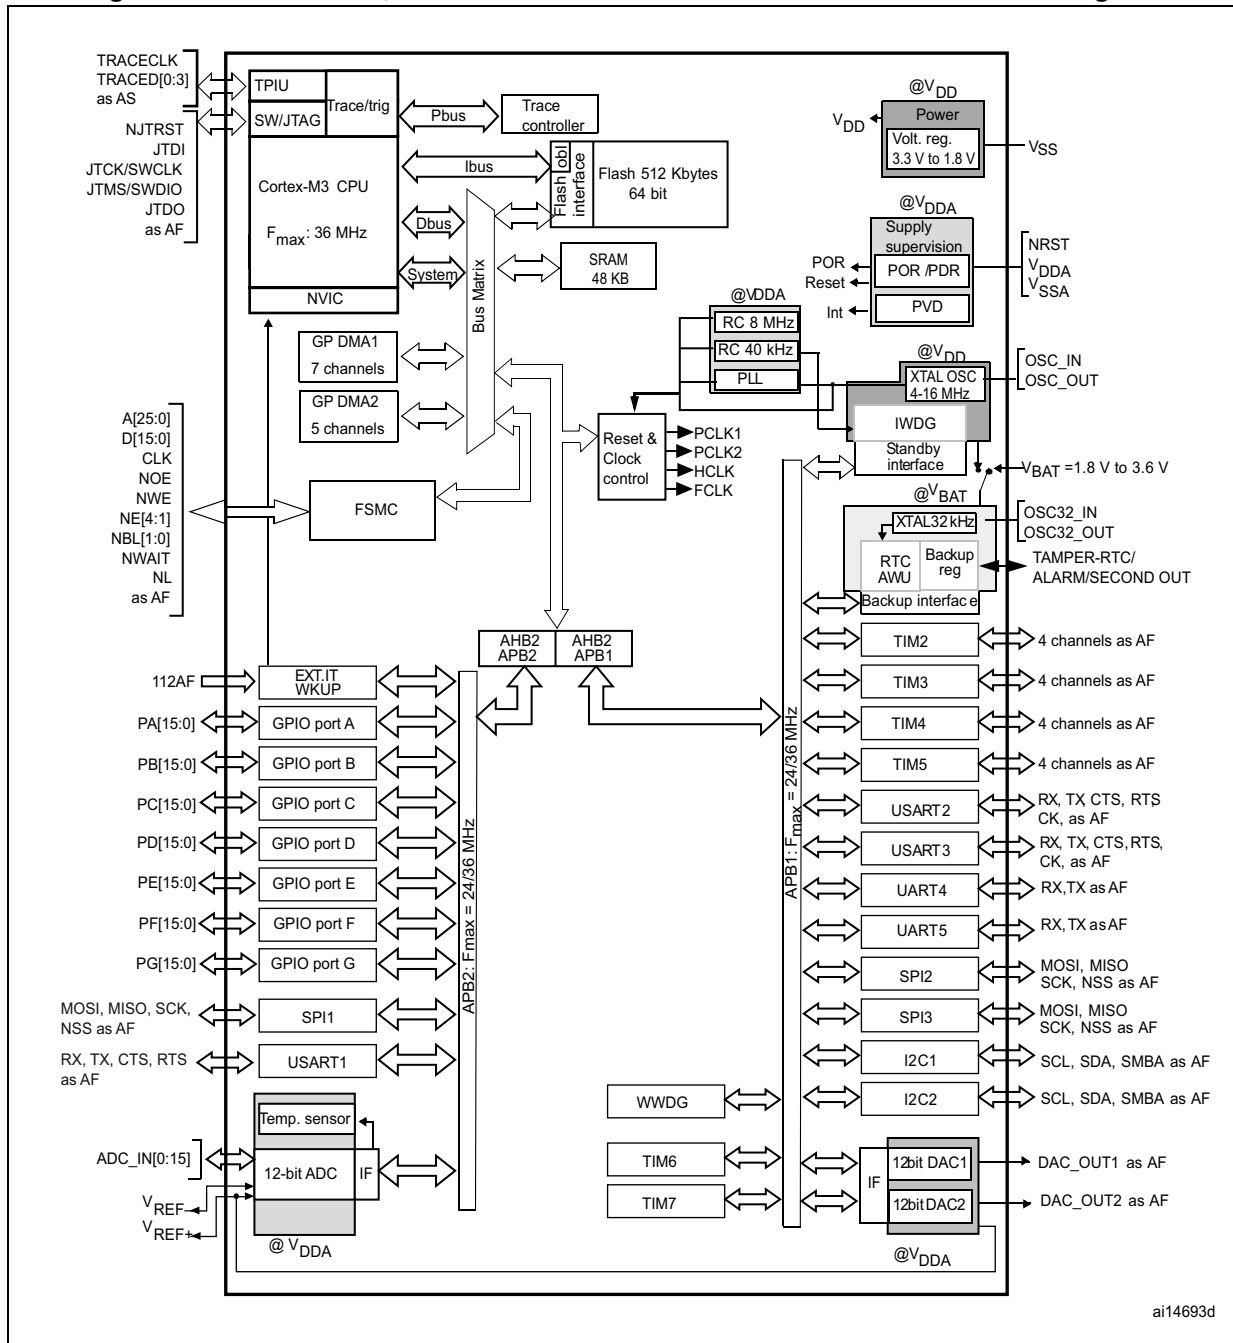 TRACECLK
TRACED[0:3]
as AS
NJTRST
JTDI
JTCK/SWCLK
JTMS/SWDIO
JTDO
as AF
TPIU
SW/JTAG
Trace/trig
Cortex-M3 CPU
Fmax: 36 MHz
NVIC
Pbus
Trace
controller
Ibus
Dbus
System
Flash obl
interface
Flash 512 Kbytes
64 bit
SRAM
48 KB
Bus Matrix
GP DMA1
7 channels
GP DMA2
5 channels
@VDD
Power
VDD
Volt. reg.
3.3 V to 1.8 V
VSS
@VDDA
Supply
supervision
POR
Reset
Int
POR /PDR
PVD
NRST
VDDA
VSSA
@VDDA
RC 8 MHz
RC 40 kHz
PLL
@VDD
XTAL OSC
4-16 MHz
OSC_IN
OSC_OUT
IWDG
Standby
interface
VBAT =1.8 V to 3.6 V
Reset &
Clock
control
PCLK1
PCLK2
HCLK
FCLK
@VBAT
XTAL32 kHz
OSC32_IN
OSC32_OUT
RTC
AWU
Backup
reg
TAMPER-RTC/
ALARM/SECOND OUT
Backup interface
A[25:0]
D[15:0]
CLK
NOE
NWE
NE[4:1]
NBL[1:0]
NWAIT
NL
as AF
FSMC
AHB2
APB2
AHB2
APB1
112AF
EXT.IT
WKUP
PA[15:0]
GPIO port A
PB[15:0]
GPIO port B
PC[15:0]
GPIO port C
PD[15:0]
GPIO port D
PE[15:0]
GPIO port E
PF[15:0]
GPIO port F
PG[15:0]
GPIO port G
MOSI, MISO, SCK,
NSS as AF
SPI1
RX, TX, CTS, RTS
as AF
USART1
Temp. sensor
ADC_IN[0:15]
12-bit ADC
IF
VREF-
VREF+
@ VDDA
APB2: Fmax = 24/36 MHz
APB1: Fmax = 24/36 MHz
TIM2
4 channels as AF
TIM3
4 channels as AF
TIM4
4 channels as AF
TIM5
4 channels as AF
USART2
RX, TX, CTS, RTS,
CK, as AF
USART3
RX, TX, CTS, RTS,
CK, as AF
UART4
RX,TX as AF
UART5
RX, TX as AF
SPI2
MOSI, MISO
SCK, NSS as AF
SPI3
MOSI, MISO
SCK, NSS as AF
I2C1
SCL, SDA, SMBA as AF
I2C2
SCL, SDA, SMBA as AF
WWDG
TIM6
TIM7
IF
12bit DAC1
DAC_OUT1 as AF
12bit DAC2
DAC_OUT2 as AF
@VDDA
ai14693d